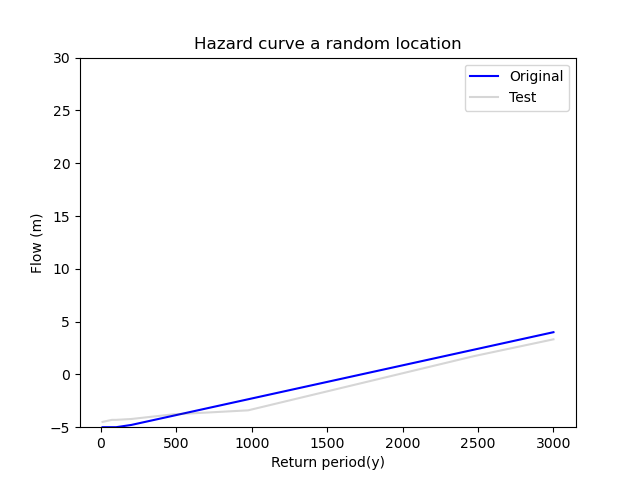 Hazard curve a random location
Original
Test
30
25
20
15
10
5
0
−5
Flow (m)
0 500 1000 1500 2000 2500 3000
Return period(y)